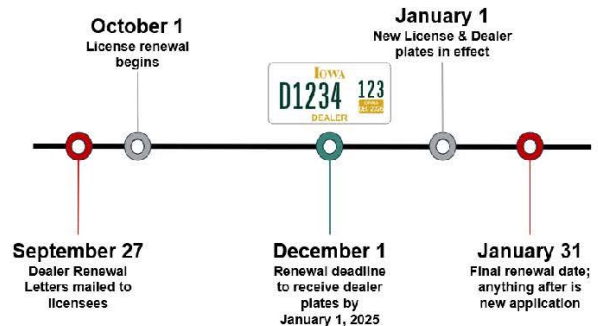 October 1
License renewal
begins
January 1
New License & Dealer
plates in effect
IOWA
D1234 123
DEALER
September 27
Dealer Renewal
Letters mailed to
licensees
December 1
Renewal deadline
to receive dealer
plates by
January 1, 2025
January 31
Final renewal date;
anything after is
new application